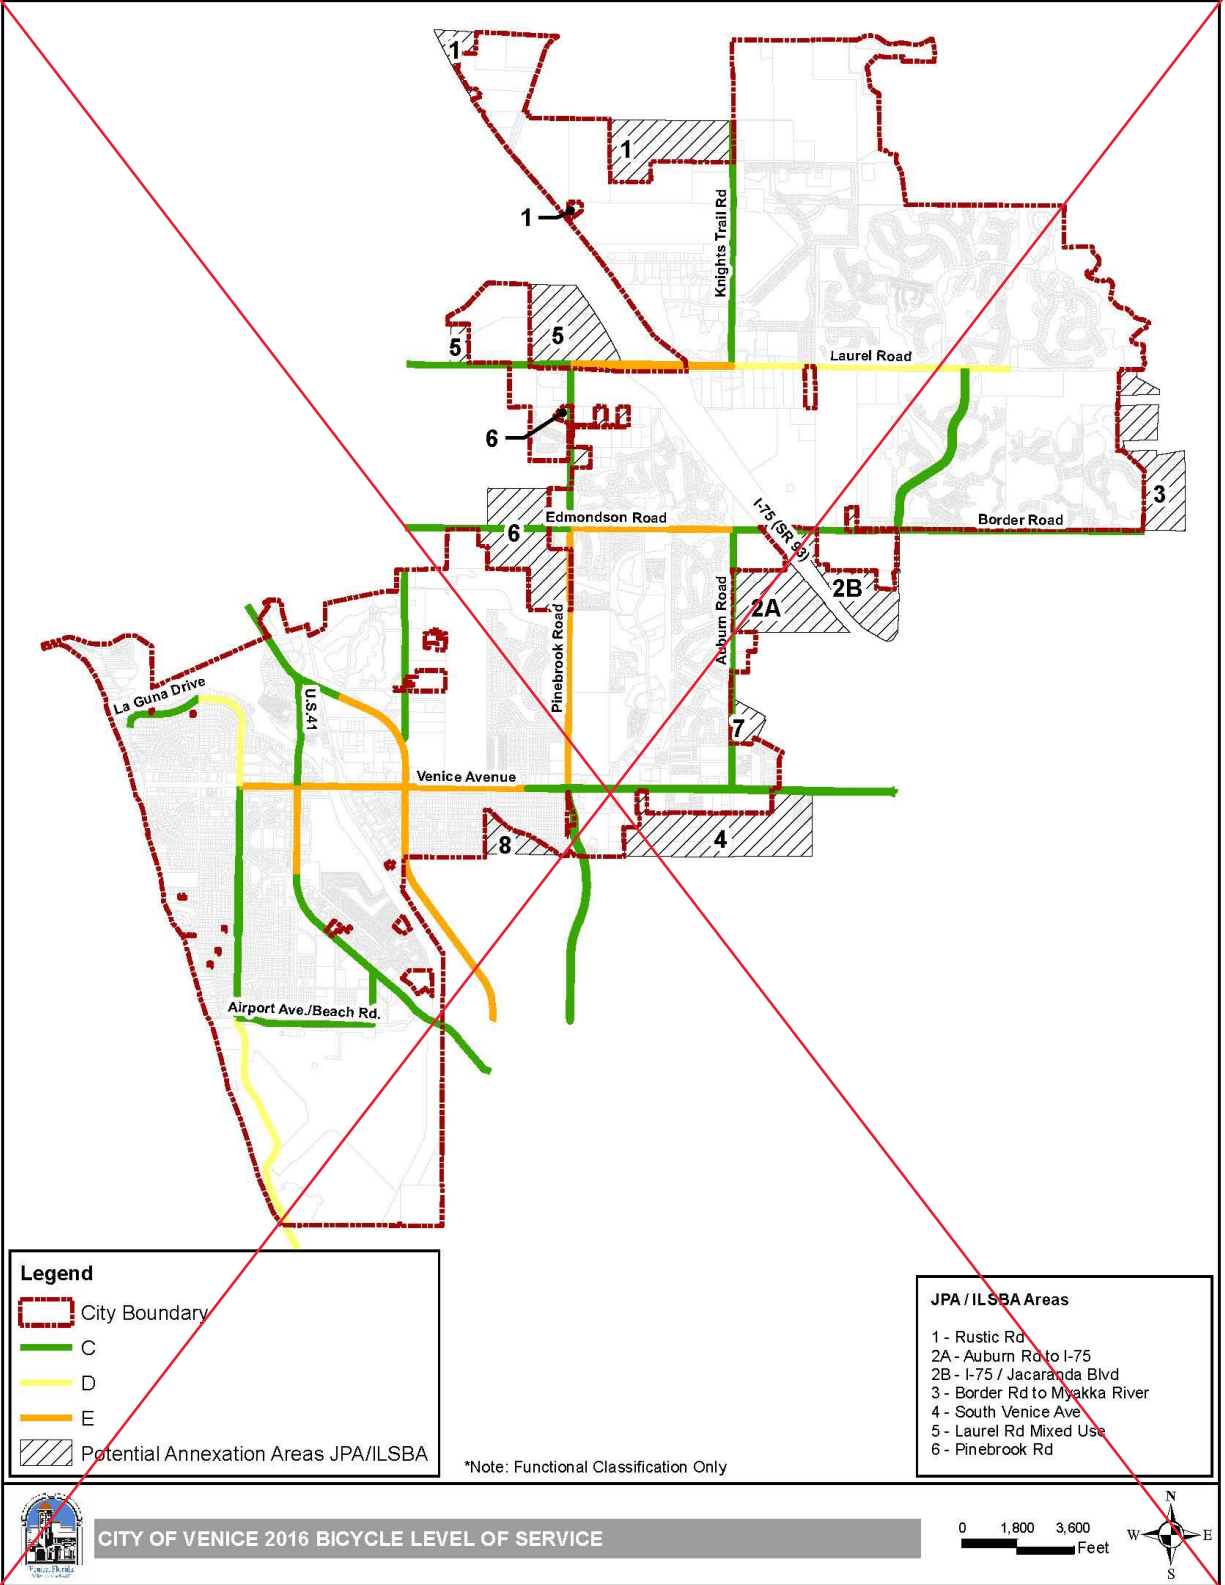 1
1
1
Knights Trail Rd
5
5
Laurel Road
6
3
I-75 (SR 93)
Edmondson Road
Border Road
6
2B
2A
Auburn Road
Pinebrook Road
La Guna Drive
U.S.41
7
Venice Avenue
4
8
Airport Ave./Beach Rd.
Legend
City Boundary
C
D
E
Potential Annexation Areas JPA/ILSBA
*Note: Functional Classification Only
JPA / ILSBA Areas
1 - Rustic Rd
2A - Auburn Rd to I-75
2B - I-75 / Jacaranda Blvd
3 - Border Rd to Myakka River
4 - South Venice Ave
5 - Laurel Rd Mixed Use
6 - Pinebrook Rd
Venice, Florida
CITY OF VENICE 2016 BICYCLE LEVEL OF SERVICE
0 1,800 3,600
Feet
N
W E
S